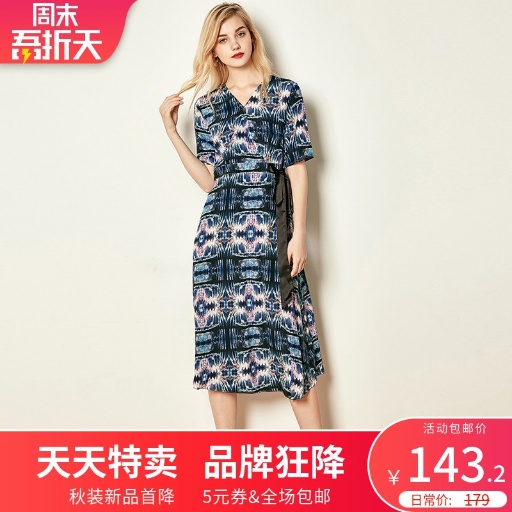 周末
吾折天
天天特卖 品牌狂降
秋装新品首降 5元券&全场包邮
活动包邮价
¥143.2
日常价：179